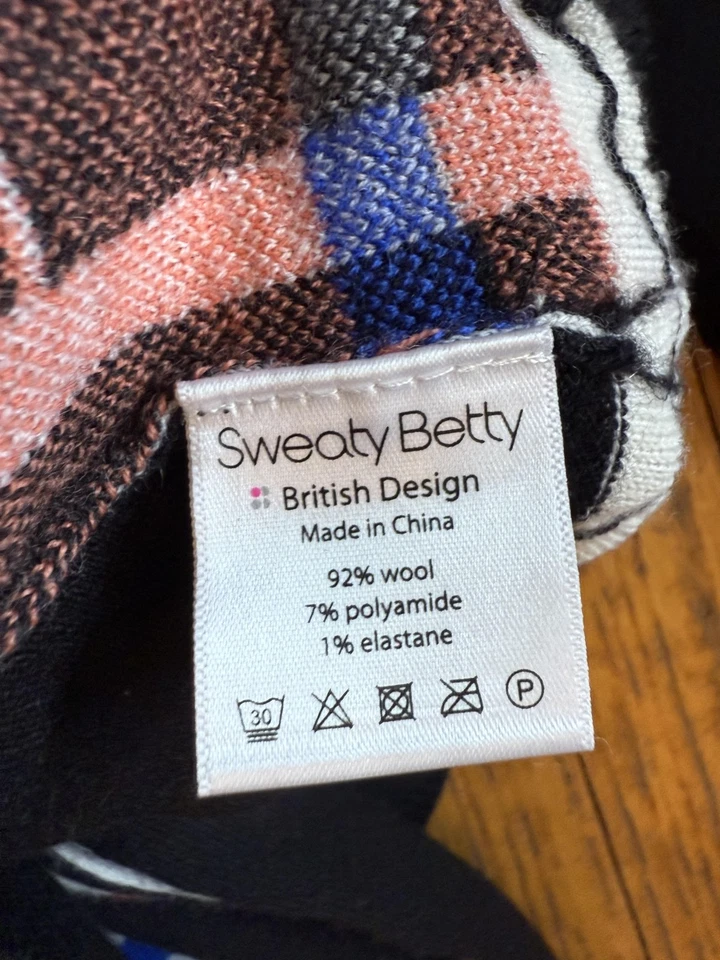 Sweaty Betty
British Design
Made in China
92% wool
7% polyamide
1% elastane
30 P